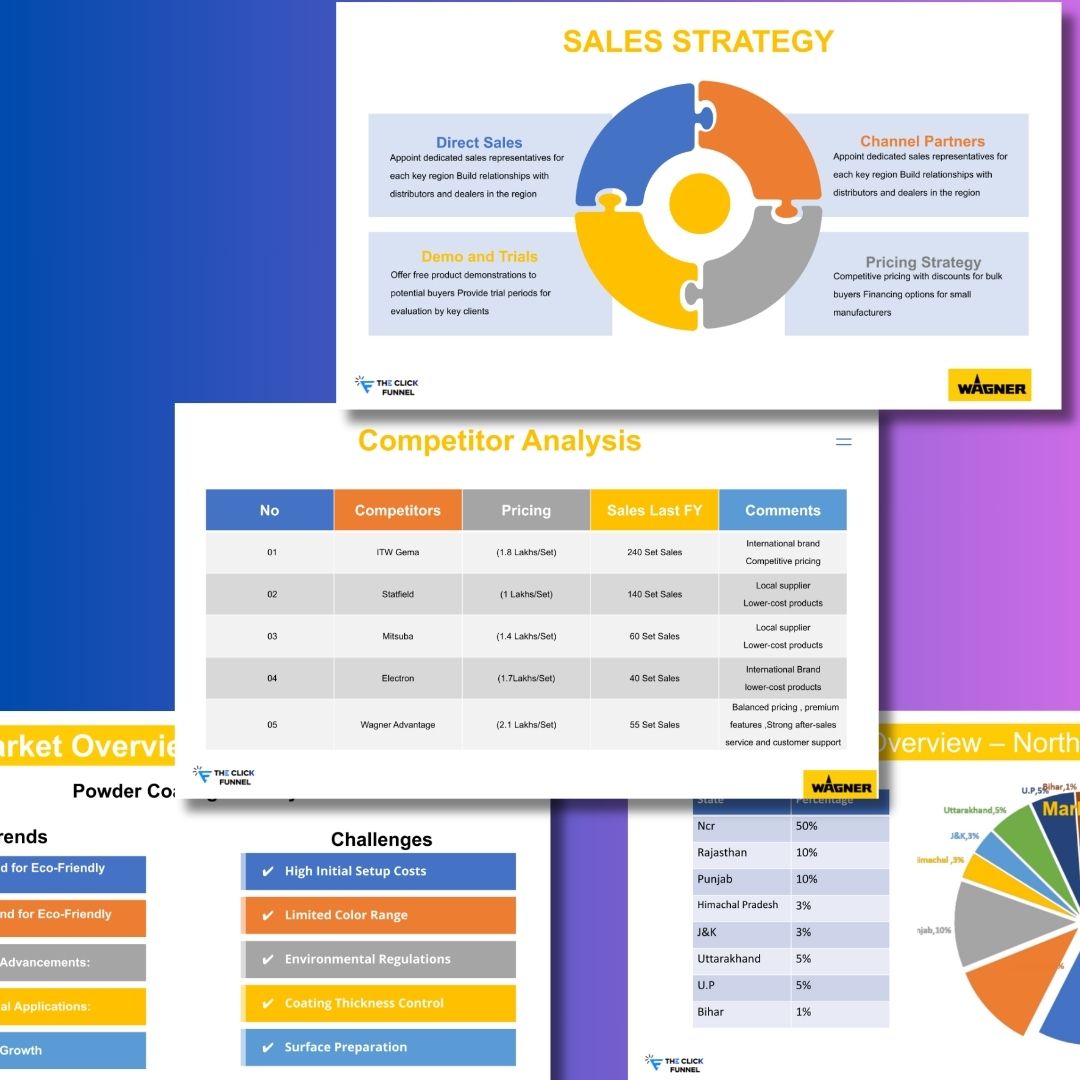 SALES STRATEGY
Direct Sales
Appoint dedicated sales representatives for
each key region Build relationships with
distributors and dealers in the region
Channel Partners
Appoint dedicated sales representatives for
each key region Build relationships with
distributors and dealers in the region
Demo and Trials
Offer free product demonstrations to
potential buyers Provide trial periods for
evaluation by key clients
Pricing Strategy
Competitive pricing with discounts for bulk
buyers Financing options for small
manufacturers
THE CLICK
FUNNEL
WAGNER
Competitor Analysis
No Competitors Pricing Sales Last FY Comments
01 ITW Gema (1.8 Lakhs/Set) 240 Set Sales International brand
Competitive pricing
02 Statfield (1 Lakhs/Set) 140 Set Sales Local supplier
Lower-cost products
03 Mitsuba (1.4 Lakhs/Set) 60 Set Sales Local supplier
Lower-cost products
04 Electron (1.7Lakhs/Set) 40 Set Sales International Brand
lower-cost products
05 Wagner Advantage (2.1 Lakhs/Set) 55 Set Sales Balanced pricing , premium
features ,Strong after-sales
service and customer support
THE CLICK
FUNNEL
WAGNER
arket Overvie
Powder Coa
rends
d for Eco-Friendly
nd for Eco-Friendly
Advancements:
al Applications:
Growth
Challenges
✔ High Initial Setup Costs
✔ Limited Color Range
✔ Environmental Regulations
✔ Coating Thickness Control
✔ Surface Preparation
Overview – North
State Percentage
Ncr 50%
Rajasthan 10%
Punjab 10%
Himachal Pradesh 3%
J&K 3%
Uttarakhand 5%
U.P 5%
Bihar 1%
Mar
Bihar,1%
U.P,5%
Uttarakhand,5%
J&K,3%
imachal ,3%
njab,10%
THE CLICK
FUNNEL